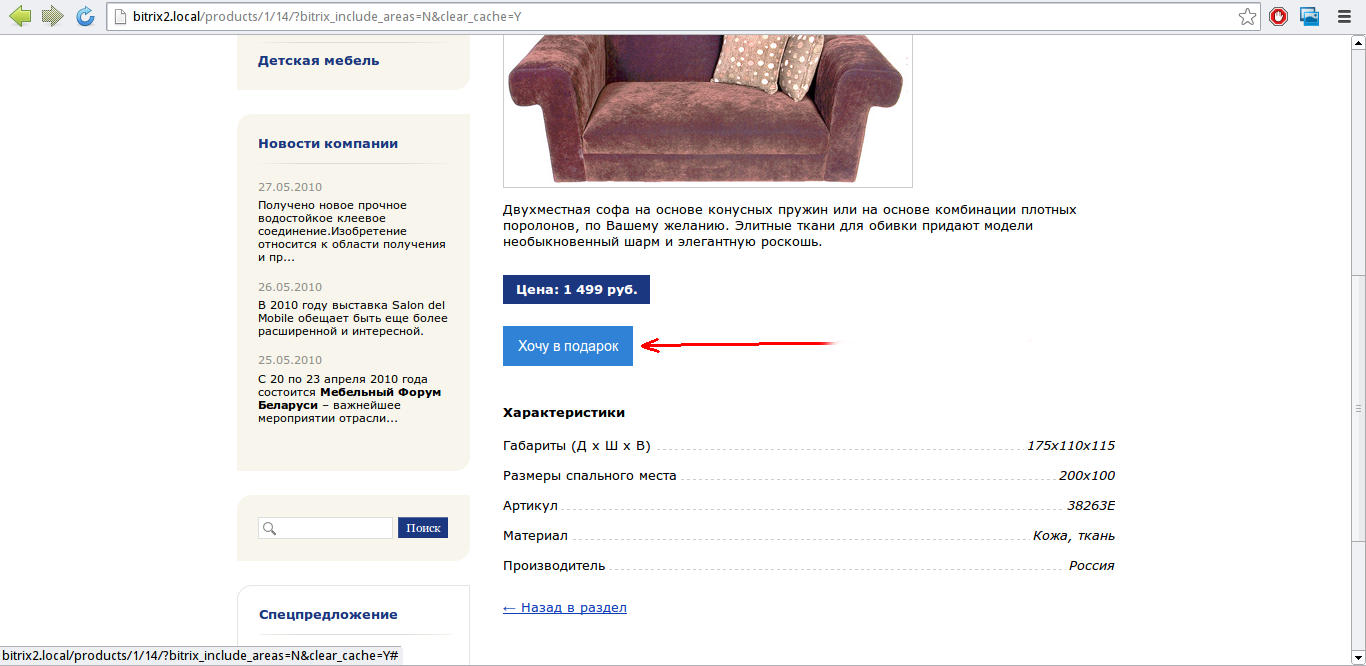 bitrix2.local/products/1/14/?bitrix_include_areas=N&clear_cache=Y
Детская мебель
Новости компании
27.05.2010
Получено новое прочное
водостойкое клеевое
соединение.Изобретение
относится к области получения
и пр...
26.05.2010
В 2010 году выставка Salon del
Mobile обещает быть еще более
расширенной и интересной.
25.05.2010
С 20 по 23 апреля 2010 года
состоится Мебельный Форум
Беларуси – важнейшее
мероприятии отрасли...
Поиск
Спецпредложение
Двухместная софа на основе конусных пружин или на основе комбинации плотных
поролонов, по Вашему желанию. Элитные ткани для обивки придают модели
необыкновенный шарм и элегантную роскошь.
Цена: 1 499 руб.
Хочу в подарок
Характеристики
Габариты (Д х Ш х В) 175x110x115
Размеры спального места 200x100
Артикул 38263E
Материал Кожа, ткань
Производитель Россия
← Назад в раздел
bitrix2.local/products/1/14/?bitrix_include_areas=N&clear_cache=Y#